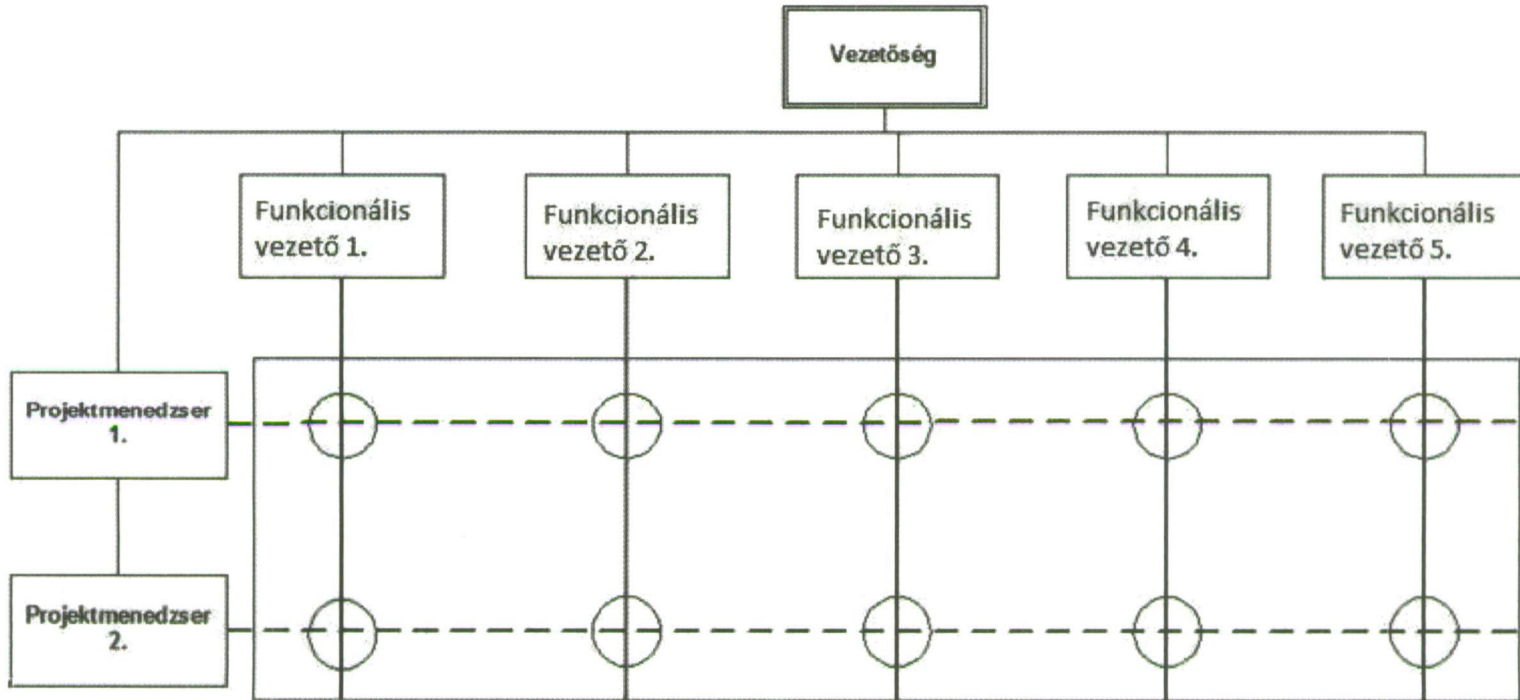 Vezetőség
Funkcionális
vezető 1.
Funkcionális
vezető 2.
Funkcionális
vezető 3.
Funkcionális
vezető 4.
Funkcionális
vezető 5.
Projektmenedzser
1.
Projektmenedzser
2.